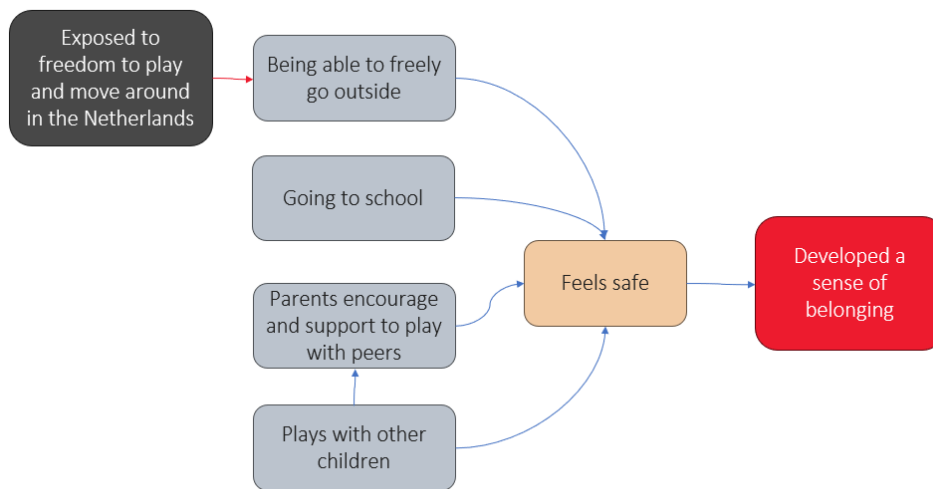 Exposed to
freedom to play
and move around
in the Netherlands
Being able to freely
go outside
Going to school
Parents encourage
and support to play
with peers
Plays with other
children
Feels safe
Developed a
sense of
belonging